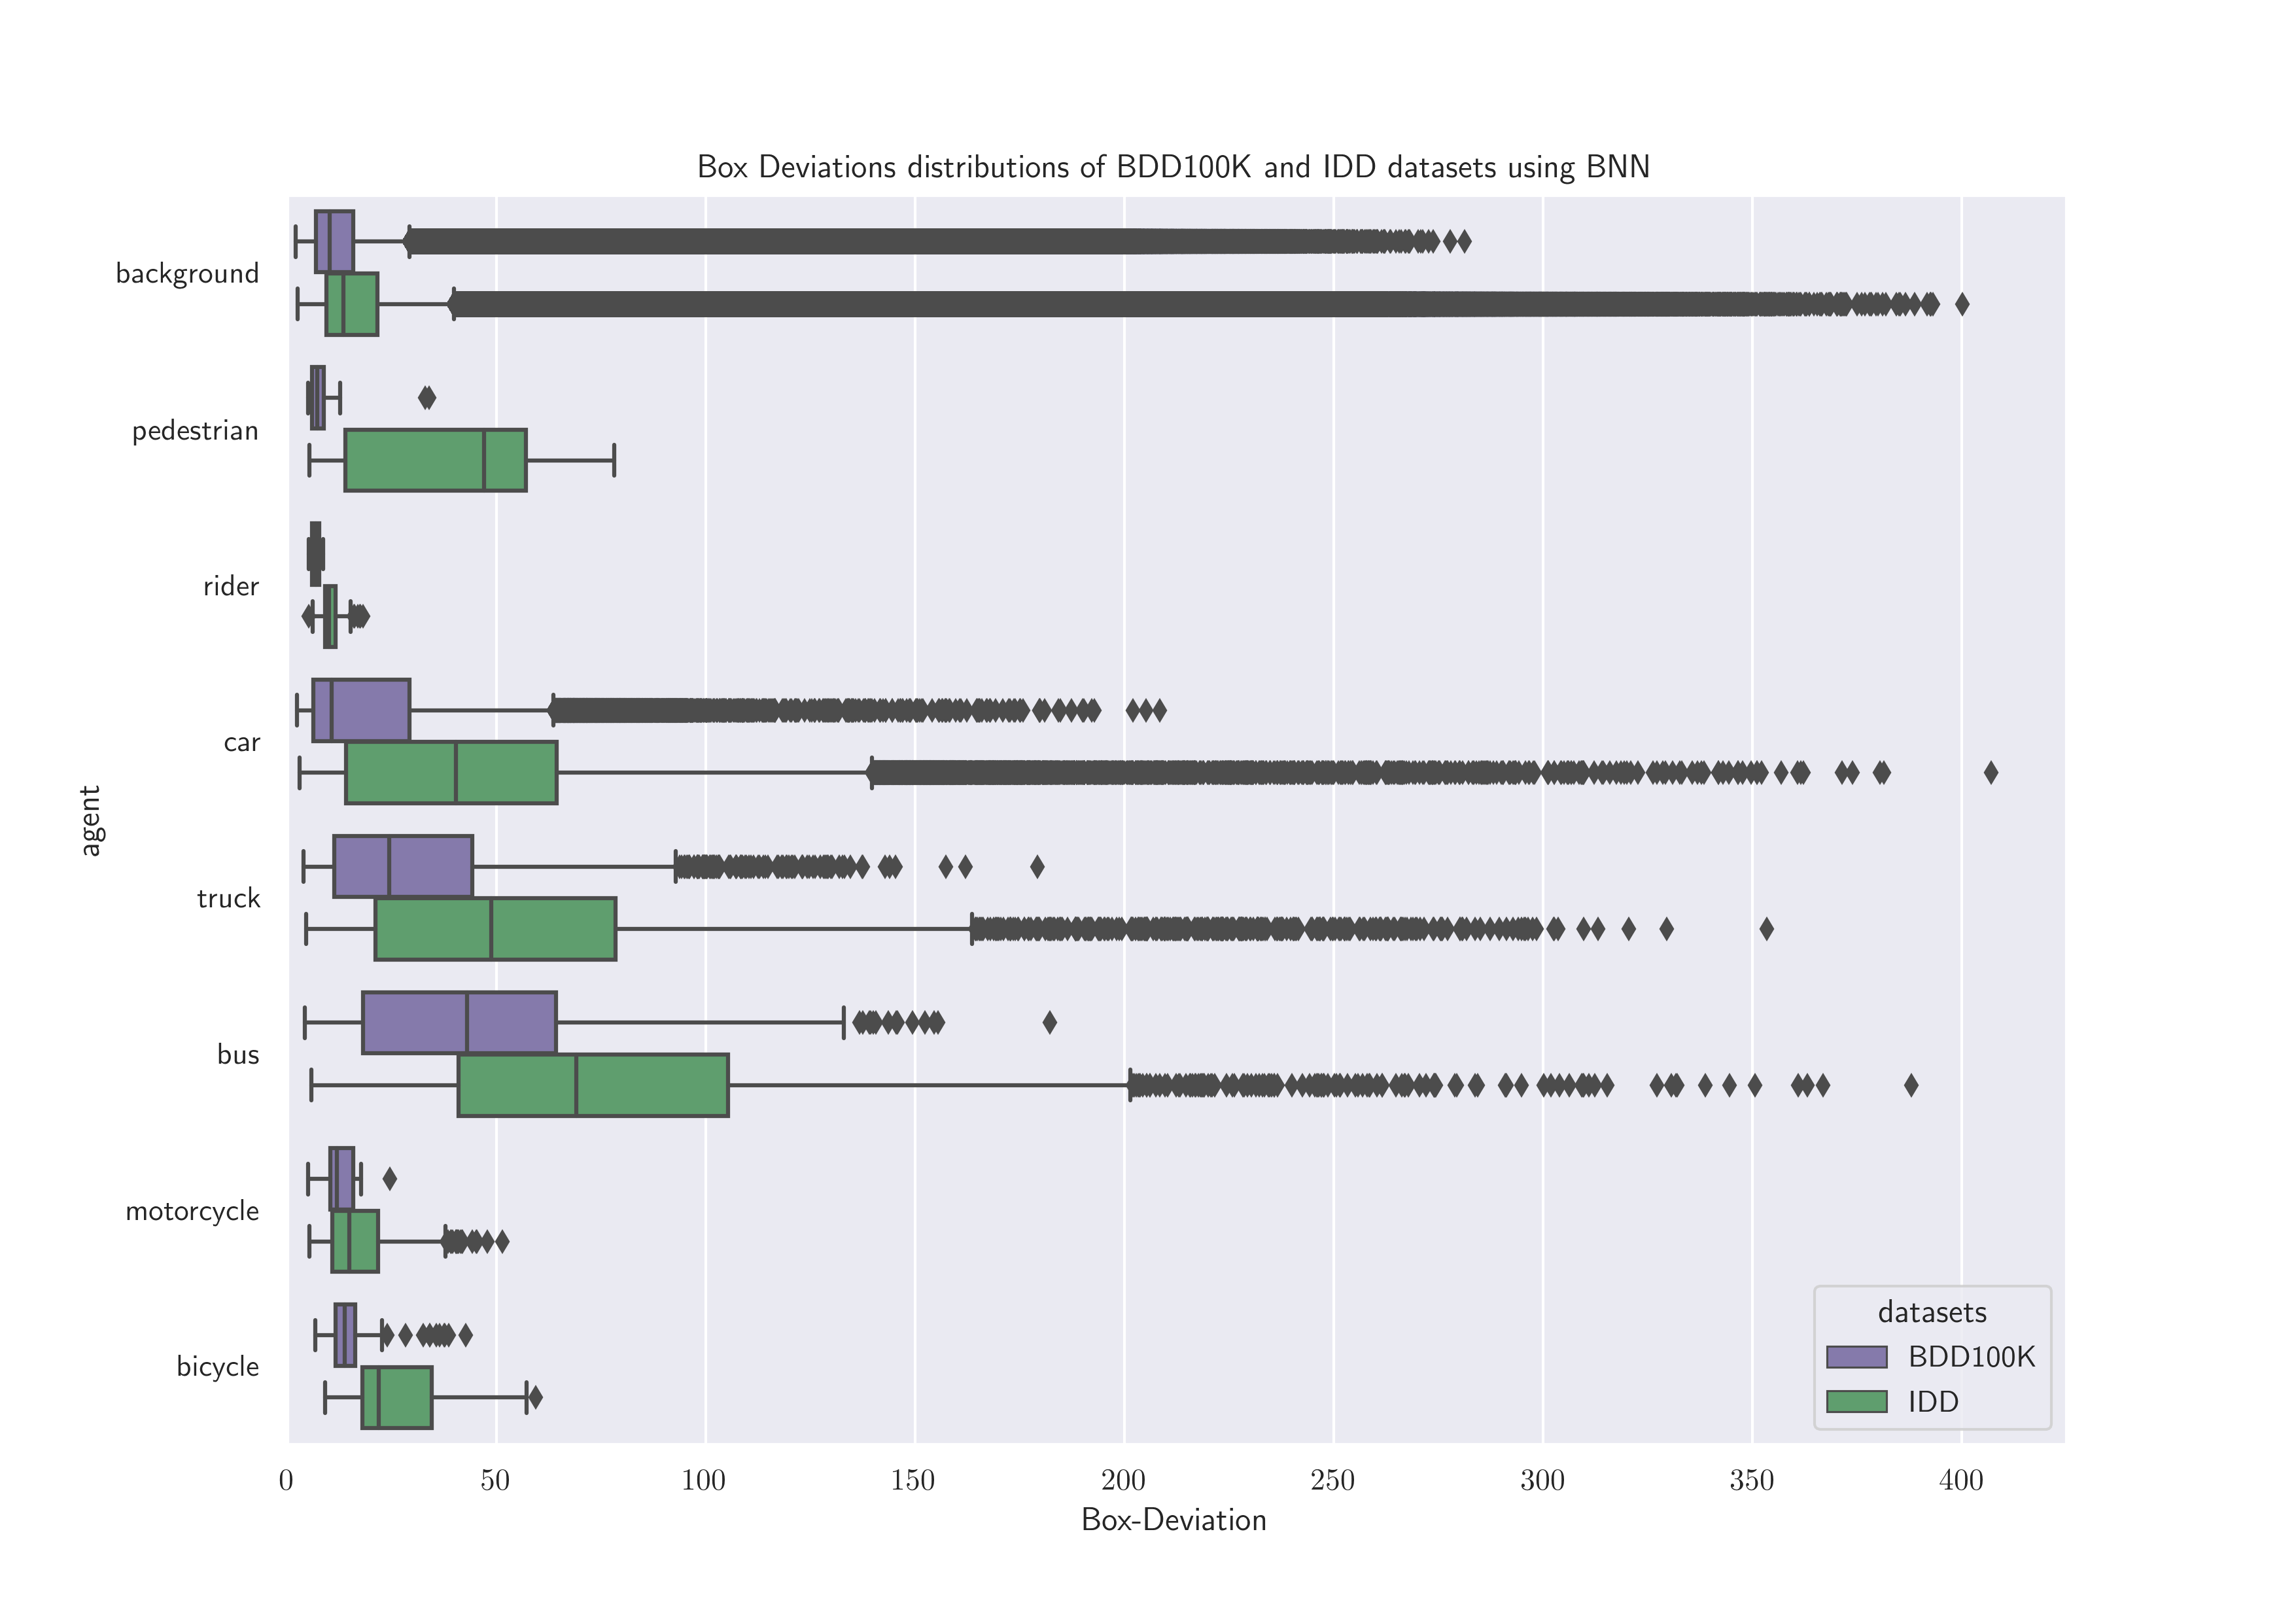 Box Deviations distributions of BDD100K and IDD datasets using BNN
background
pedestrian
rider
car
truck
bus
motorcycle
bicycle
agent
datasets
BDD100K
IDD
0 50 100 150 200 250 300 350 400
Box-Deviation